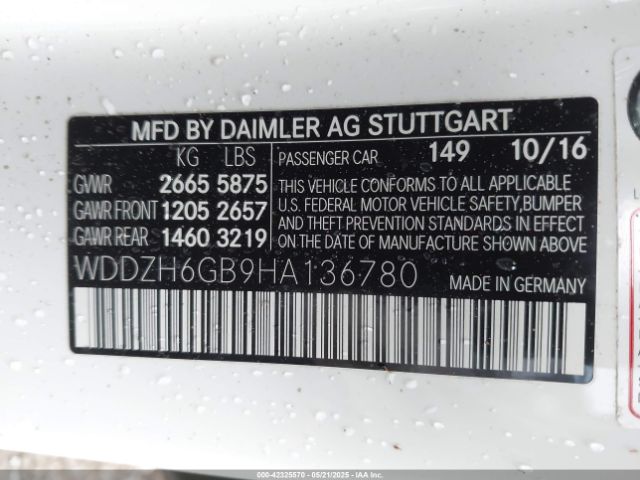 MFD BY DAIMLER AG STUTTGART
KG LBS
PASSENGER CAR 149 10/16
GVWR 2665 5875
GAWR FRONT 1205 2657
GAWR REAR 1460 3219
THIS VEHICLE CONFORMS TO ALL APPLICABLE
U.S. FEDERAL MOTOR VEHICLE SAFETY,BUMPER
AND THEFT PREVENTION STANDARDS IN EFFECT
ON THE DATE OF MANUFACTURE SHOWN ABOVE
WDDZH6GB9HA136780
MADE IN GERMANY
000-42325570 05/21/2025 IAA Inc.